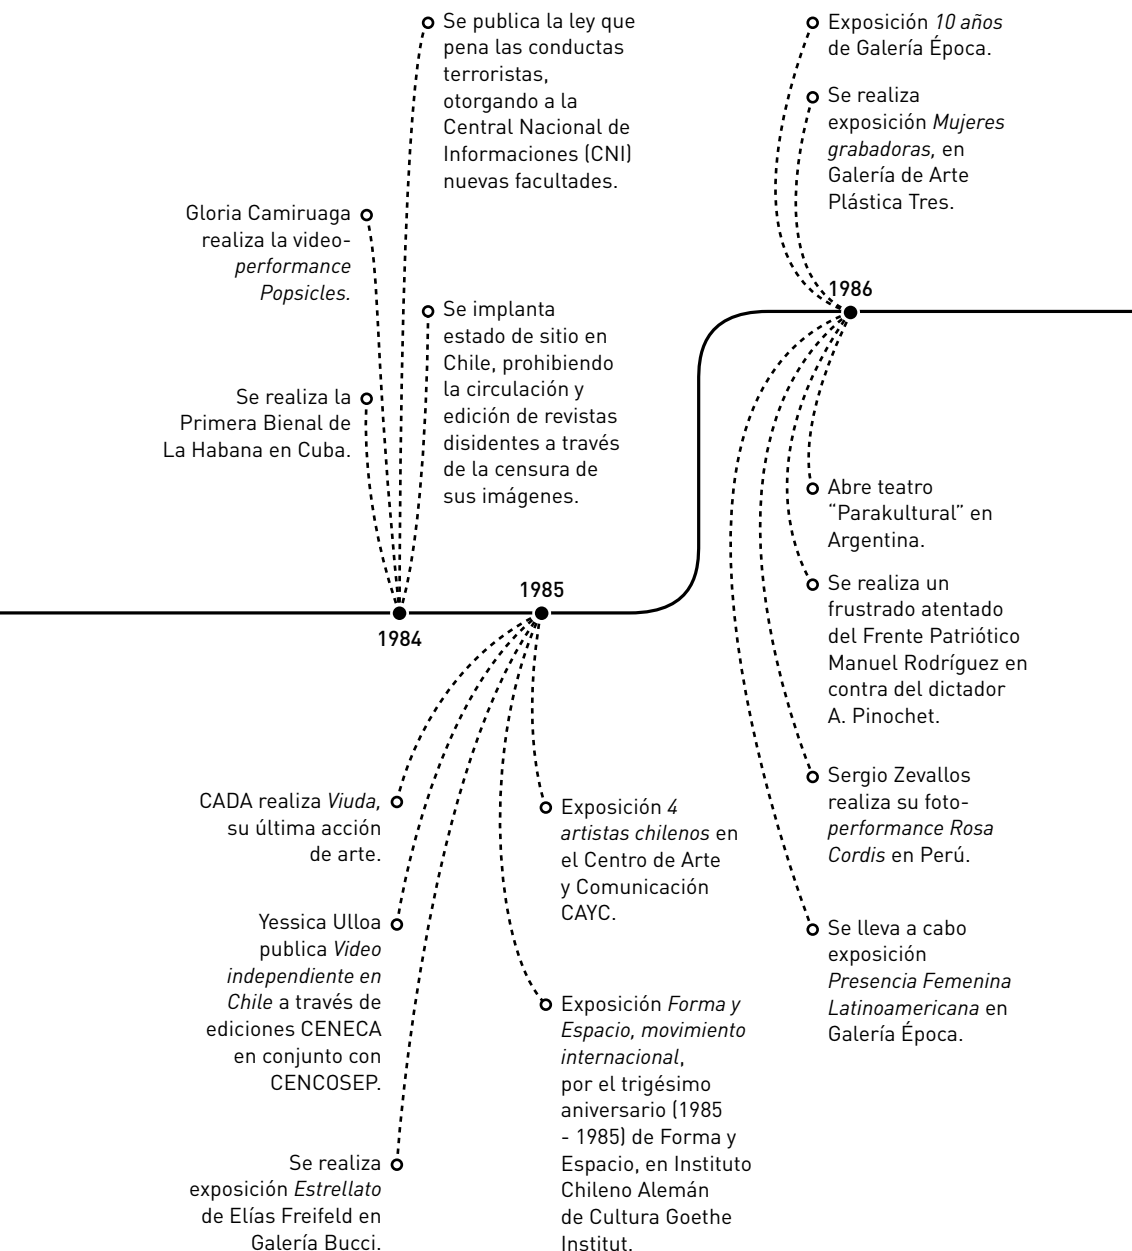 Se publica la ley que
pena las conductas
terroristas,
otorgando a la
Central Nacional de
Informaciones (CNI)
nuevas facultades.
Gloria Camiruaga
realiza la video-
performance
Popsicles.
Se implanta
estado de sitio en
Chile, prohibiendo
la circulación y
edición de revistas
disidentes a través
de la censura de
sus imágenes.
Se realiza la
Primera Bienal de
La Habana en Cuba.
1984
1985
CADA realiza Viuda,
su última acción
de arte.
Yessica Ulloa
publica Video
independiente en
Chile a través de
ediciones CENECA
en conjunto con
CENCOSEP.
Se realiza
exposición Estrellato
de Elías Freifeld en
Galería Bucci.
Exposición 4
artistas chilenos en
el Centro de Arte
y Comunicación
CAYC.
Exposición Forma y
Espacio, movimiento
internacional,
por el trigésimo
aniversario (1985
- 1985) de Forma y
Espacio, en Instituto
Chileno Alemán
de Cultura Goethe
Institut.
Exposición 10 años
de Galería Época.
Se realiza
exposición Mujeres
grabadoras, en
Galería de Arte
Plástica Tres.
1986
Abre teatro
“Parakultural” en
Argentina.
Se realiza un
frustrado atentado
del Frente Patriótico
Manuel Rodríguez en
contra del dictador
A. Pinochet.
Sergio Zevallos
realiza su foto-
performance Rosa
Cordis en Perú.
Se lleva a cabo
exposición
Presencia Femenina
Latinoamericana en
Galería Época.